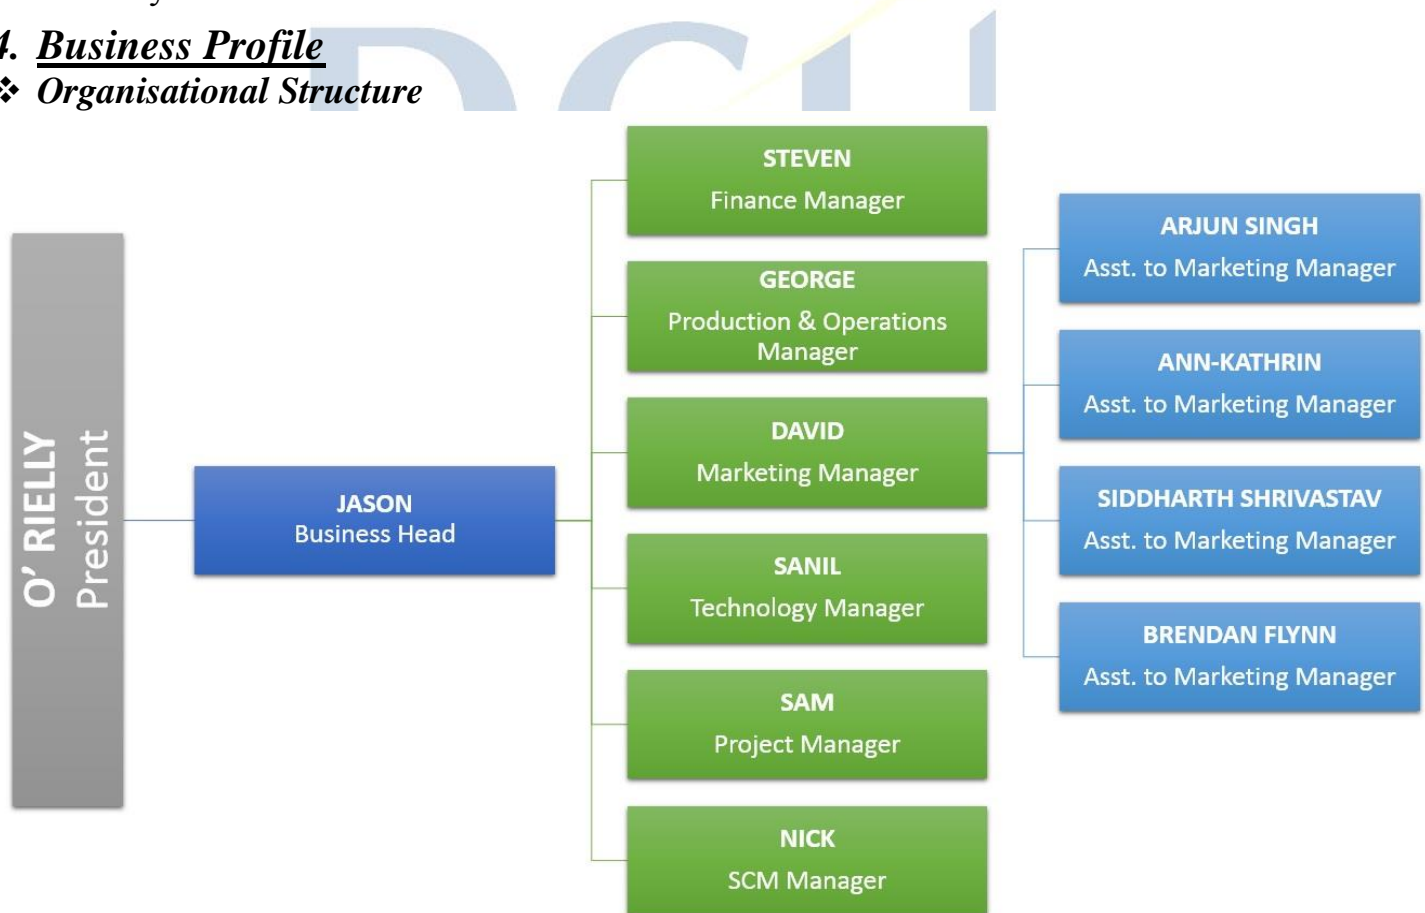 4. Business Profile
❖ Organisational Structure
O’ RIELLY
President
JASON
Business Head
STEVEN
Finance Manager
GEORGE
Production & Operations
Manager
DAVID
Marketing Manager
SANIL
Technology Manager
SAM
Project Manager
NICK
SCM Manager
ARJUN SINGH
Asst. to Marketing Manager
ANN-KATHRIN
Asst. to Marketing Manager
SIDDHARTH SHRIVASTAV
Asst. to Marketing Manager
BRENDAN FLYNN
Asst. to Marketing Manager